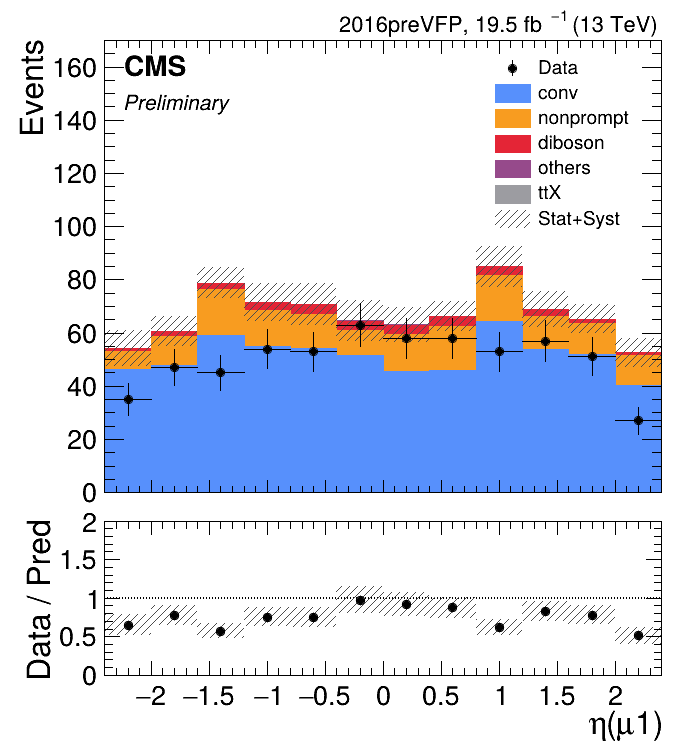 2016preVFP, 19.5 fb⁻¹ (13 TeV)
Events
160
140
120
100
80
60
40
20
0
CMS
Preliminary
Data
conv
nonprompt
diboson
others
ttX
Stat+Syst
Data / Pred
2
1.5
1
0.5
0
−2 −1.5 −1 −0.5 0 0.5 1 1.5 2
η(μ1)